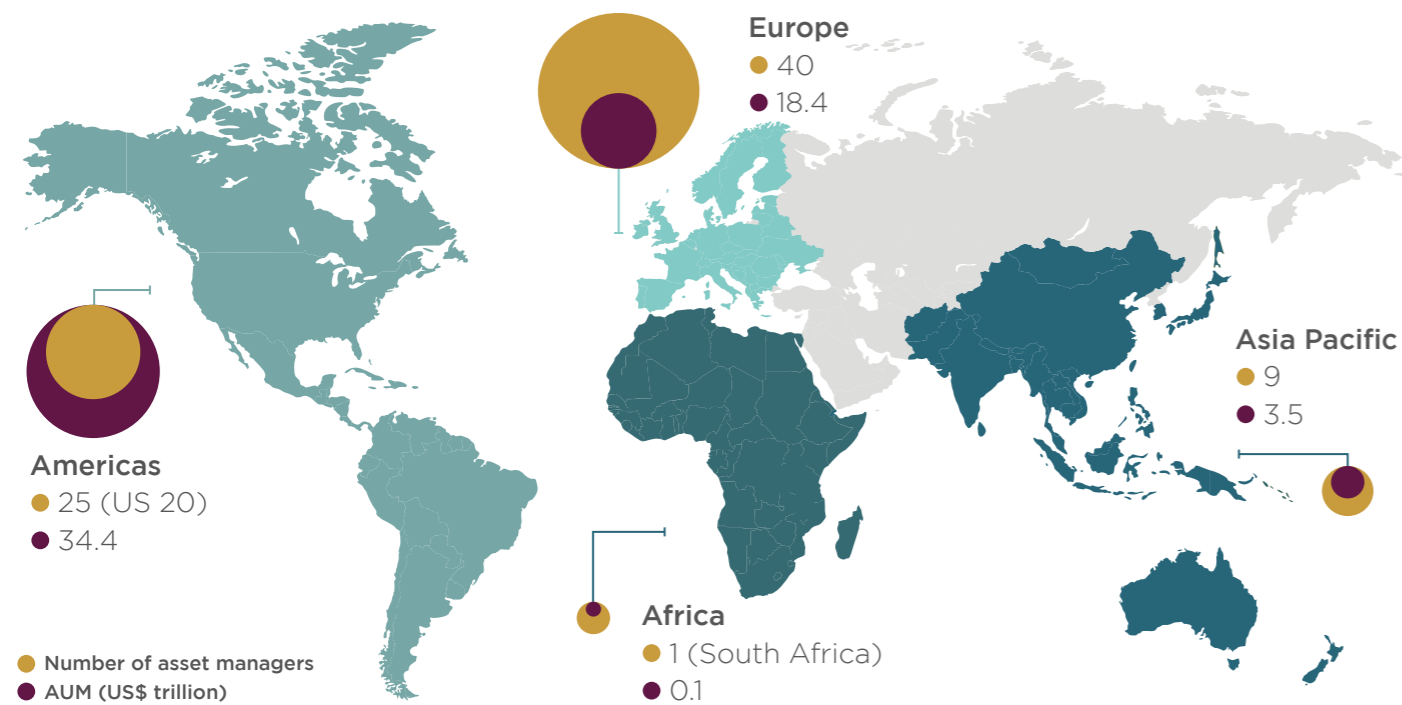 Europe
40
18.4
Asia Pacific
9
3.5
Americas
25 (US 20)
34.4
Africa
1 (South Africa)
0.1
Number of asset managers
AUM (US$ trillion)